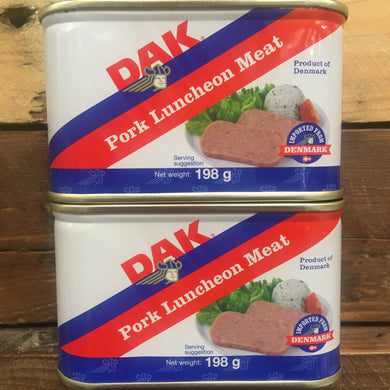 DAK
Pork Luncheon Meat
Product of
Denmark
IMPORTED FROM
DENMARK
Serving
suggestion
Net weight: 198 g
DAK
Pork Luncheon Meat
Product of
Denmark
IMPORTED FROM
DENMARK
Serving
suggestion
Net weight: 198 g